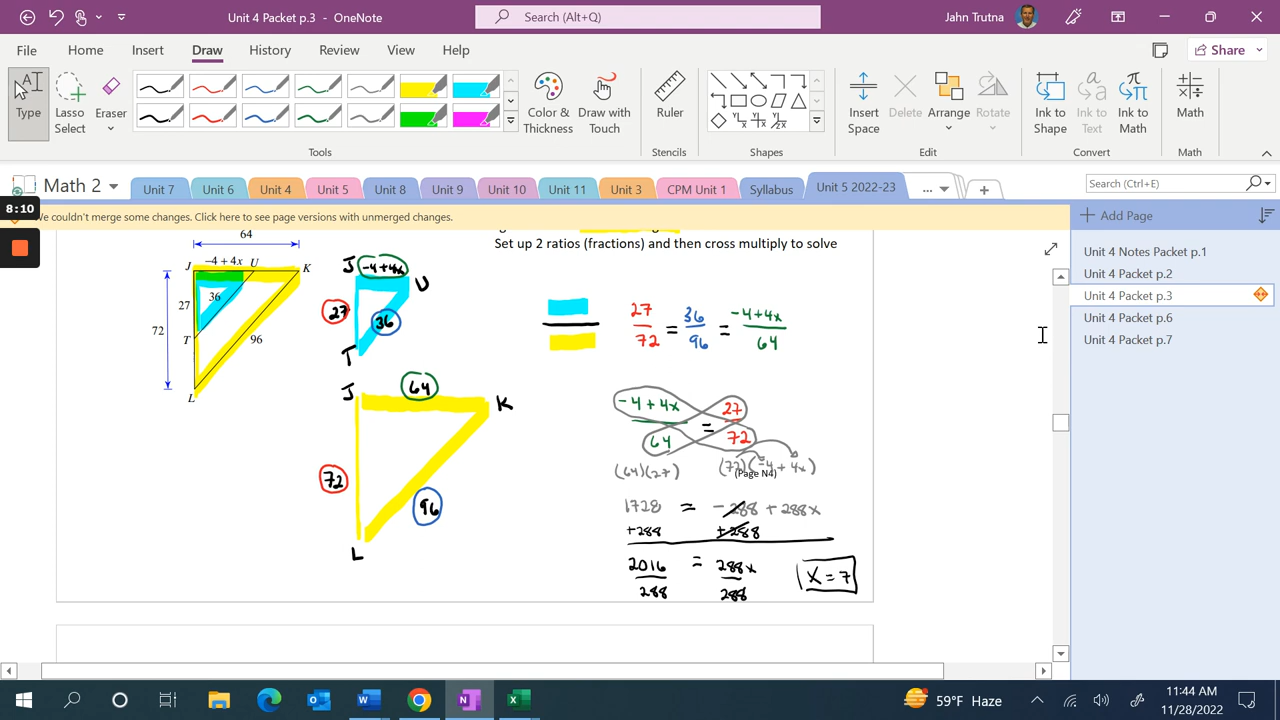 Unit 4 Packet p.3 - OneNote
Search (Alt+Q)
Jahn Trutna
File Home Insert Draw History Review View Help
Share
Type
Lasso Select
Eraser
Color & Thickness
Draw with Touch
Ruler
Insert Space
Delete
Arrange
Rotate
Ink to Shape
Ink to Text
Ink to Math
Math
Tools
Stencils
Shapes
Edit
Convert
Math
Math 2
Unit 7
Unit 6
Unit 4
Unit 5
Unit 8
Unit 9
Unit 10
Unit 11
Unit 3
CPM Unit 1
Syllabus
Unit 5 2022-23
...
Search (Ctrl+E)
8:10
e couldn't merge some changes. Click here to see page versions with unmerged changes.
Add Page
Unit 4 Notes Packet p.1
Unit 4 Packet p.2
Unit 4 Packet p.3
Unit 4 Packet p.6
Unit 4 Packet p.7
Set up 2 ratios (fractions) and then cross multiply to solve
64
-4 + 4x
J U K
27
36
72
T
96
L
J -4+4x U
27
36
T
J 64 K
72
96
L
27/72 = 36/96 = -4+4x/64
-4+4x/64 = 27/72
(64)(27) (72)(-4+4x)
(Page N4)
1728 = -288 + 288x
+288 +288
2016/288 = 288x/288
x = 7
59°F Haze
11:44 AM
11/28/2022